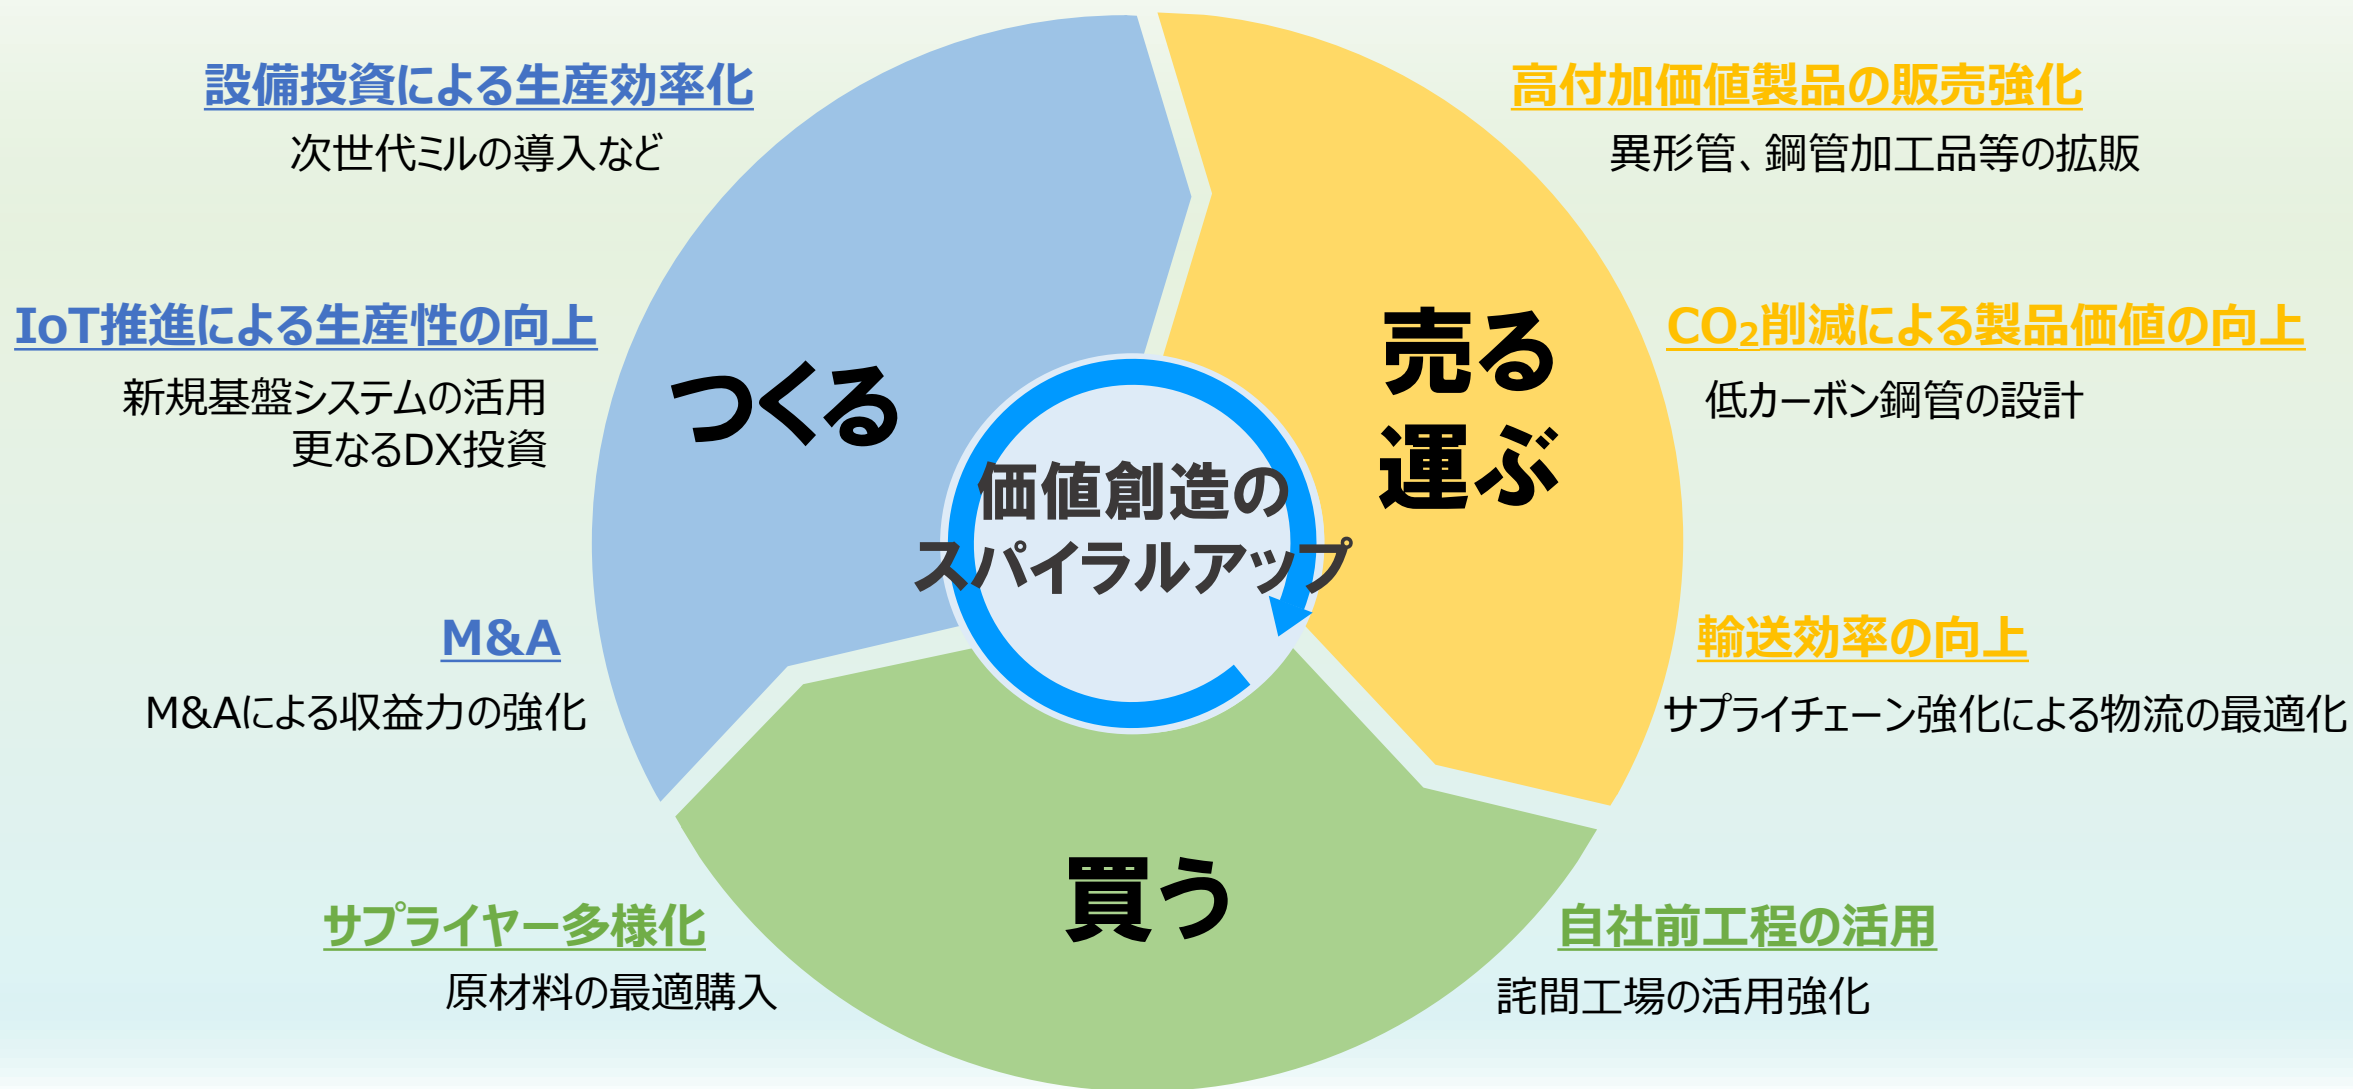 設備投資による生産効率化
次世代ミルの導入など
IoT推進による生産性の向上
新規基盤システムの活用
更なるDX投資
M&A
M&Aによる収益力の強化
つくる
高付加価値製品の販売強化
異形管、鋼管加工品等の拡販
CO₂削減による製品価値の向上
低カーボン鋼管の設計
輸送効率の向上
サプライチェーン強化による物流の最適化
売る
運ぶ
価値創造の
スパイラルアップ
買う
サプライヤー多様化
原材料の最適購入
自社前工程の活用
詫間工場の活用強化